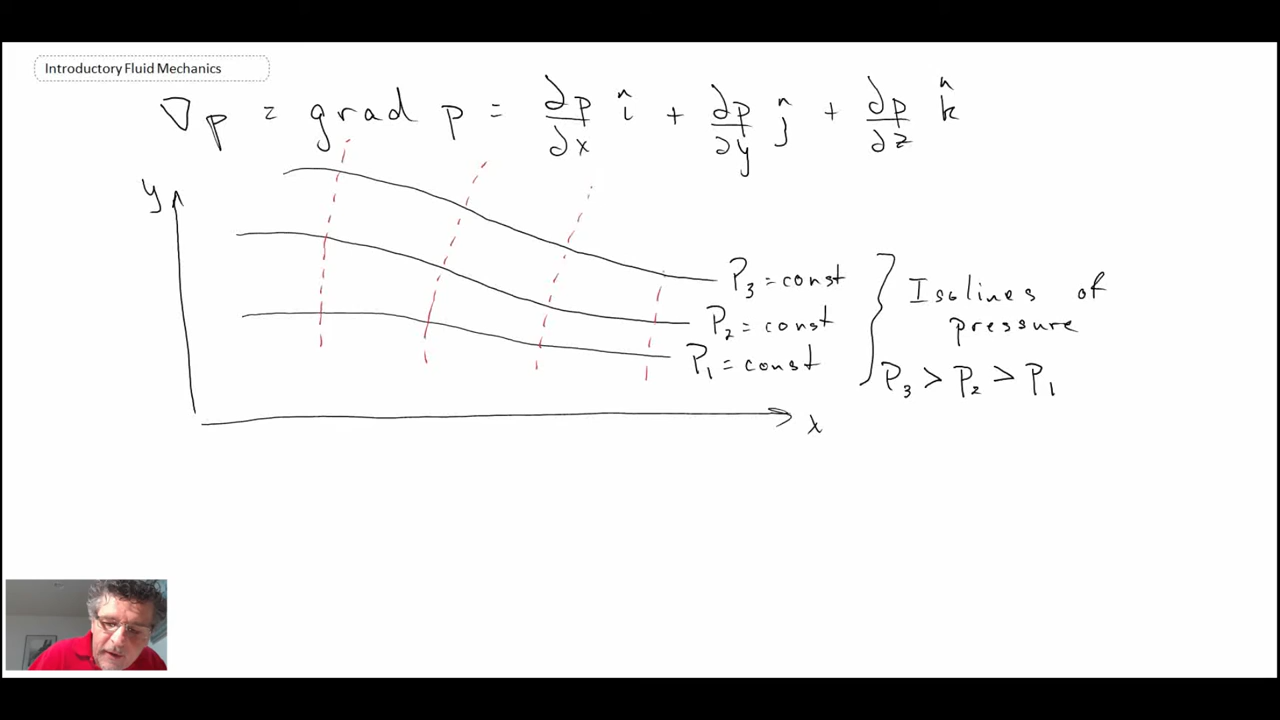 Introductory Fluid Mechanics
∇p = grad p = ∂p/∂x î + ∂p/∂y ĵ + ∂p/∂z k̂
y
P₃ = const
P₂ = const
P₁ = const
Isolines of
pressure
P₃ > P₂ > P₁
x